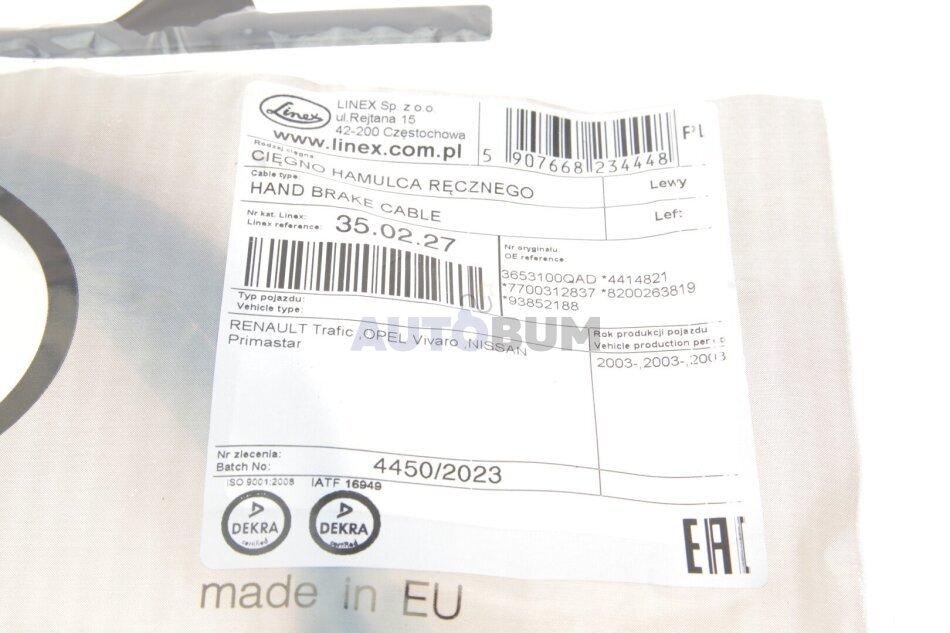 Linex
LINEX Sp. z o.o.
ul.Rejtana 15
42-200 Częstochowa
www.linex.com.pl
5 907668 234448
Rodzaj cięgna:
CIĘGNO HAMULCA RĘCZNEGO
Lewy
Cable type:
HAND BRAKE CABLE
Nr kat. Linex:
Linex reference:
35.02.27
Nr oryginału:
OE reference
3653100QAD *4414821
*7700312837 *8200263819
*93852188
Typ pojazdu:
Vehicle type:
RENAULT Trafic ,OPEL Vivaro ,NISSAN
Primastar
AUTOBUM
Rok produkcji pojazdu
Vehicle production
2003-,2003-,2003
Nr zlecenia:
Batch No:
4450/2023
ISO 9001:2008 IATF 16949
DEKRA
certified
DEKRA
certified
EAC
made in EU